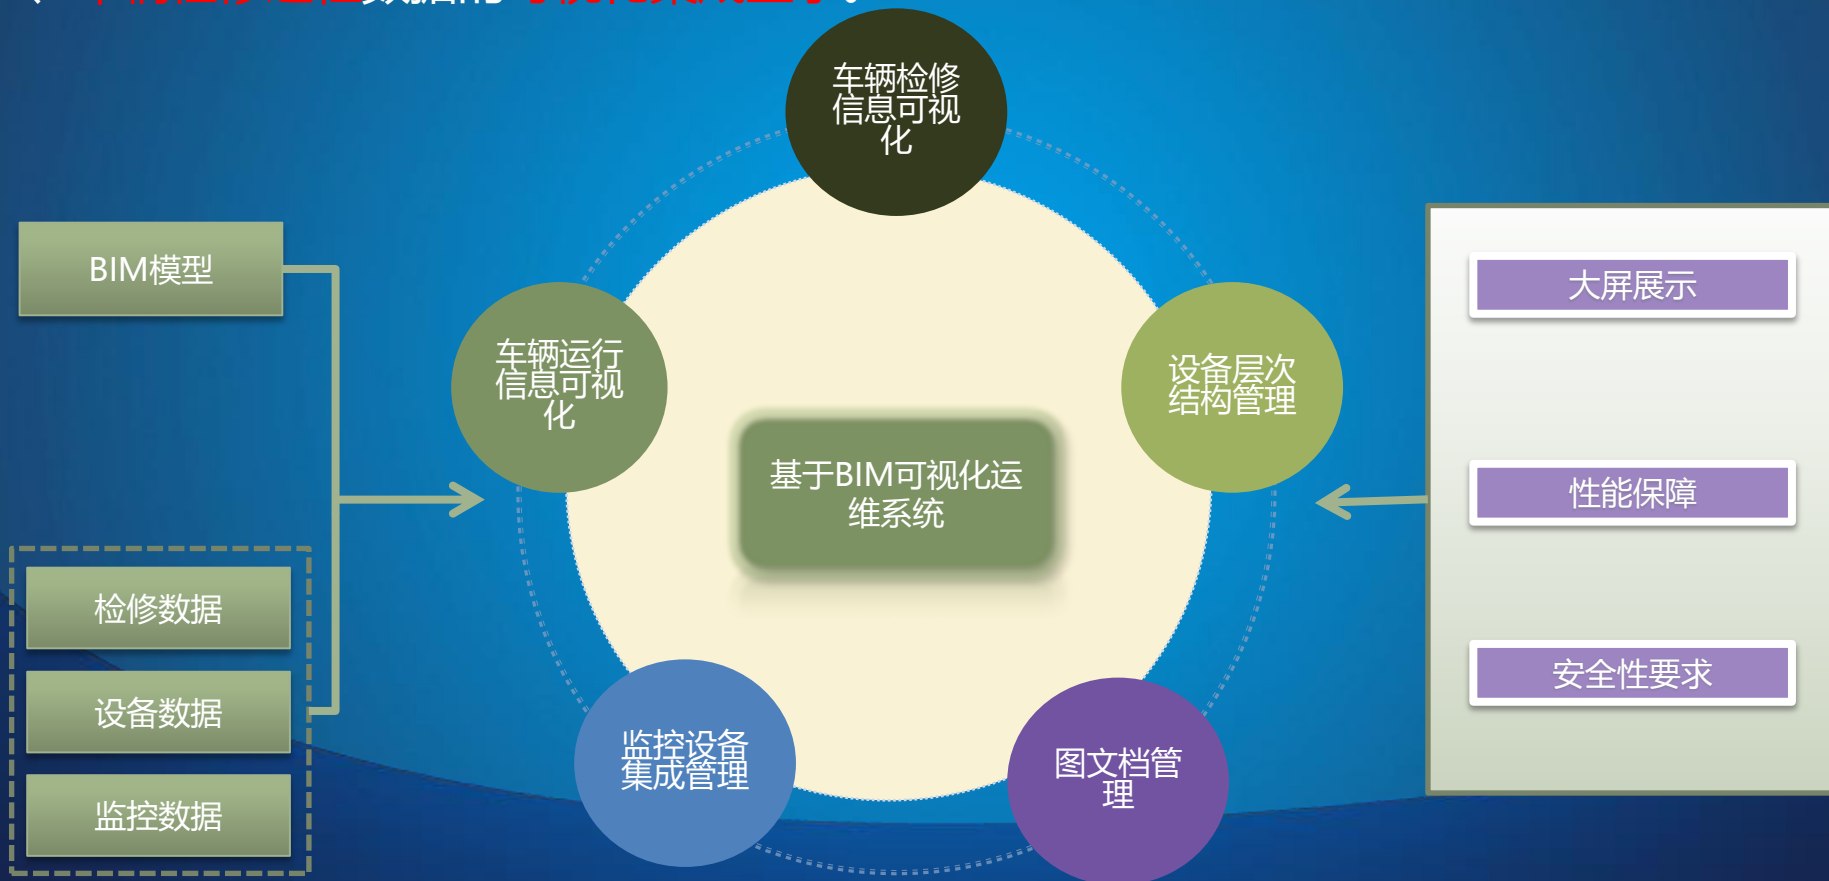 车辆检修
信息可视
化
BIM模型
大屏展示
车辆运行
信息可视
化
设备层次
结构管理
基于BIM可视化运
维系统
性能保障
检修数据
设备数据
监控数据
监控设备
集成管理
图文档管
理
安全性要求